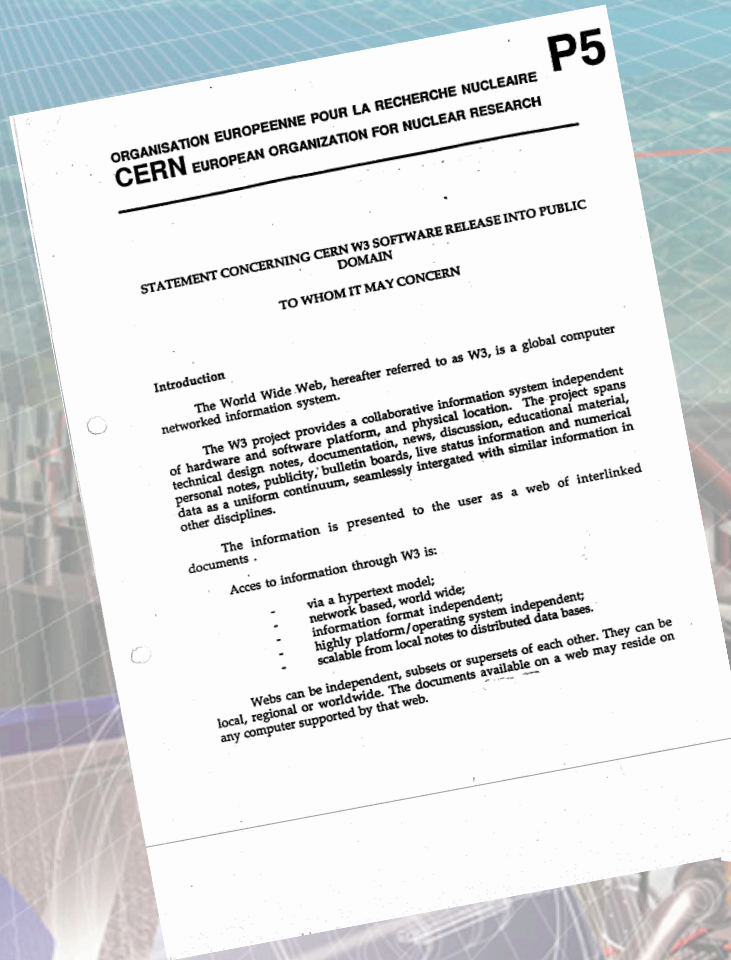 P5
ORGANISATION EUROPEENNE POUR LA RECHERCHE NUCLEAIRE
CERN EUROPEAN ORGANIZATION FOR NUCLEAR RESEARCH
STATEMENT CONCERNING CERN W3 SOFTWARE RELEASE INTO PUBLIC
DOMAIN
TO WHOM IT MAY CONCERN
Introduction
The World Wide Web, hereafter referred to as W3, is a global computer
networked information system.
The W3 project provides a collaborative information system independent
of hardware and software platform, and physical location. The project spans
technical design notes, documentation, news, discussion, educational material,
personal notes, publicity, bulletin boards, live status information and numerical
data as a uniform continuum, seamlessly intergated with similar information in
other disciplines.
The information is presented to the user as a web of interlinked
documents .
Acces to information through W3 is:
- via a hypertext model;
- network based, world wide;
- information format independent;
- highly platform/operating system independent;
- scalable from local notes to distributed data bases.
Webs can be independent, subsets or supersets of each other. They can be
local, regional or worldwide. The documents available on a web may reside on
any computer supported by that web.